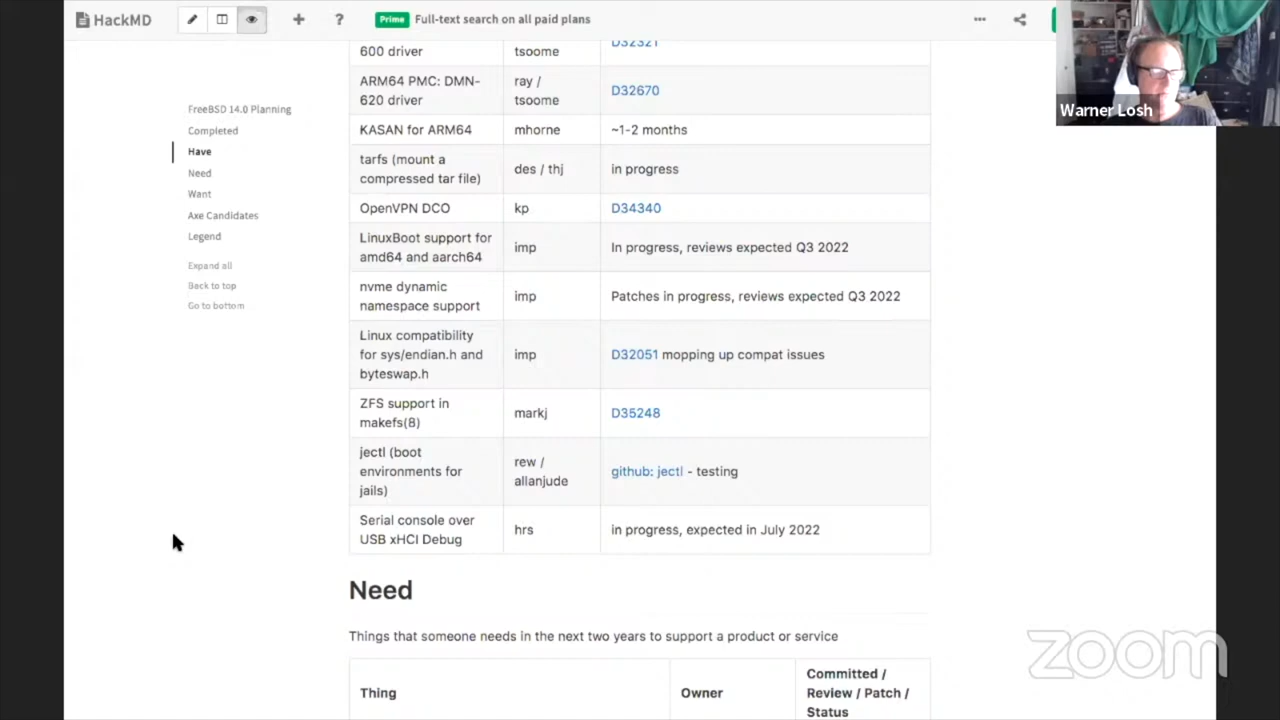 HackMD
Prime Full-text search on all paid plans
Warner Losh
FreeBSD 14.0 Planning
Completed
Have
Need
Want
Axe Candidates
Legend
Expand all
Back to top
Go to bottom
600 driver
tsoome
D32321
ARM64 PMC: DMN-
620 driver
ray /
tsoome
D32670
KASAN for ARM64
mhorne
~1-2 months
tarfs (mount a
compressed tar file)
des / thj
in progress
OpenVPN DCO
kp
D34340
LinuxBoot support for
amd64 and aarch64
imp
In progress, reviews expected Q3 2022
nvme dynamic
namespace support
imp
Patches in progress, reviews expected Q3 2022
Linux compatibility
for sys/endian.h and
byteswap.h
imp
D32051 mopping up compat issues
ZFS support in
makefs(8)
markj
D35248
jectl (boot
environments for
jails)
rew /
allanjude
github: jectl - testing
Serial console over
USB xHCI Debug
hrs
in progress, expected in July 2022
Need
Things that someone needs in the next two years to support a product or service
Thing
Owner
Committed /
Review / Patch /
Status
zoom